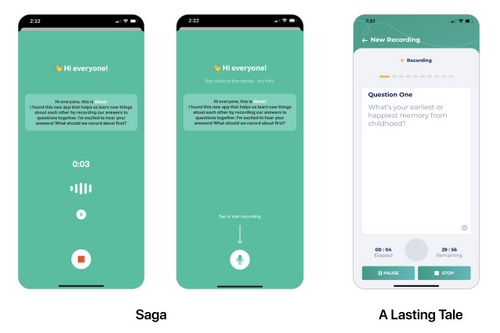 2:22
👋 Hi everyone!
Hi everyone, this is Nana!
I found this new app that helps us learn new things
about each other by recording our answers to
questions together. I'm excited to hear your
answers! What should we record about first?
0:03
2:22
👋 Hi everyone!
Say hello to the family - try this:
Hi everyone, this is
I found this new app that helps us learn new things
about each other by recording our answers to
questions together. I'm excited to hear your
answers! What should we record about first?
Tap to start recording
Saga
7:51
← New Recording
Recording
Question One
What's your earliest or
happiest memory from
childhood?
00 : 04
Elapsed
29 : 56
Remaining
PAUSE
STOP
A Lasting Tale